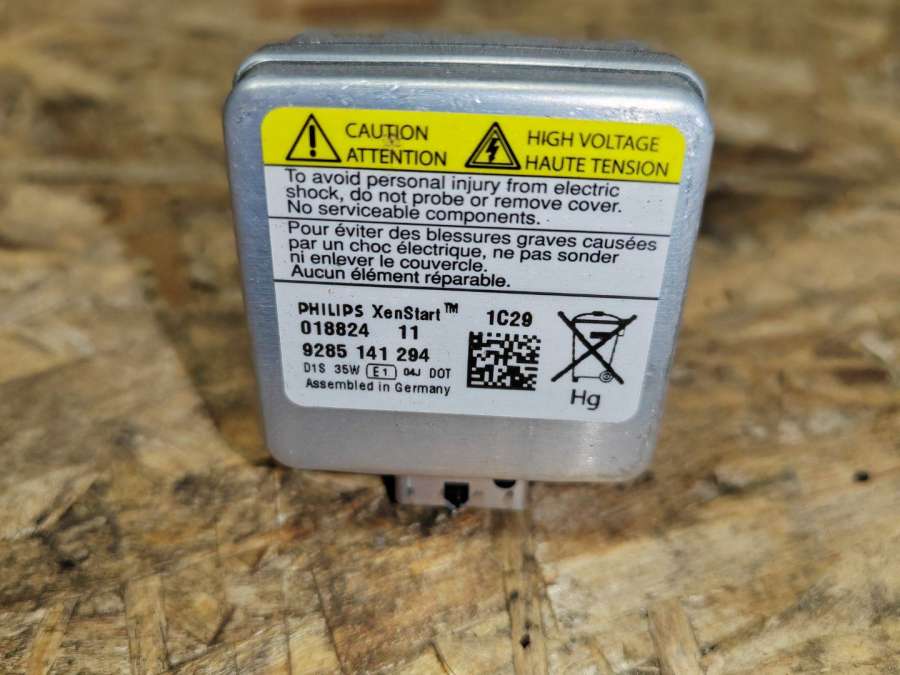 CAUTION
ATTENTION
HIGH VOLTAGE
HAUTE TENSION
To avoid personal injury from electric
shock, do not probe or remove cover.
No serviceable components.
Pour éviter des blessures graves causées
par un choc électrique, ne pas sonder
ni enlever le couvercle.
Aucun élément réparable.
PHILIPS XenStart™ 1C29
018824 11
9285 141 294
D1S 35W E1 04J DOT
Assembled in Germany
Hg